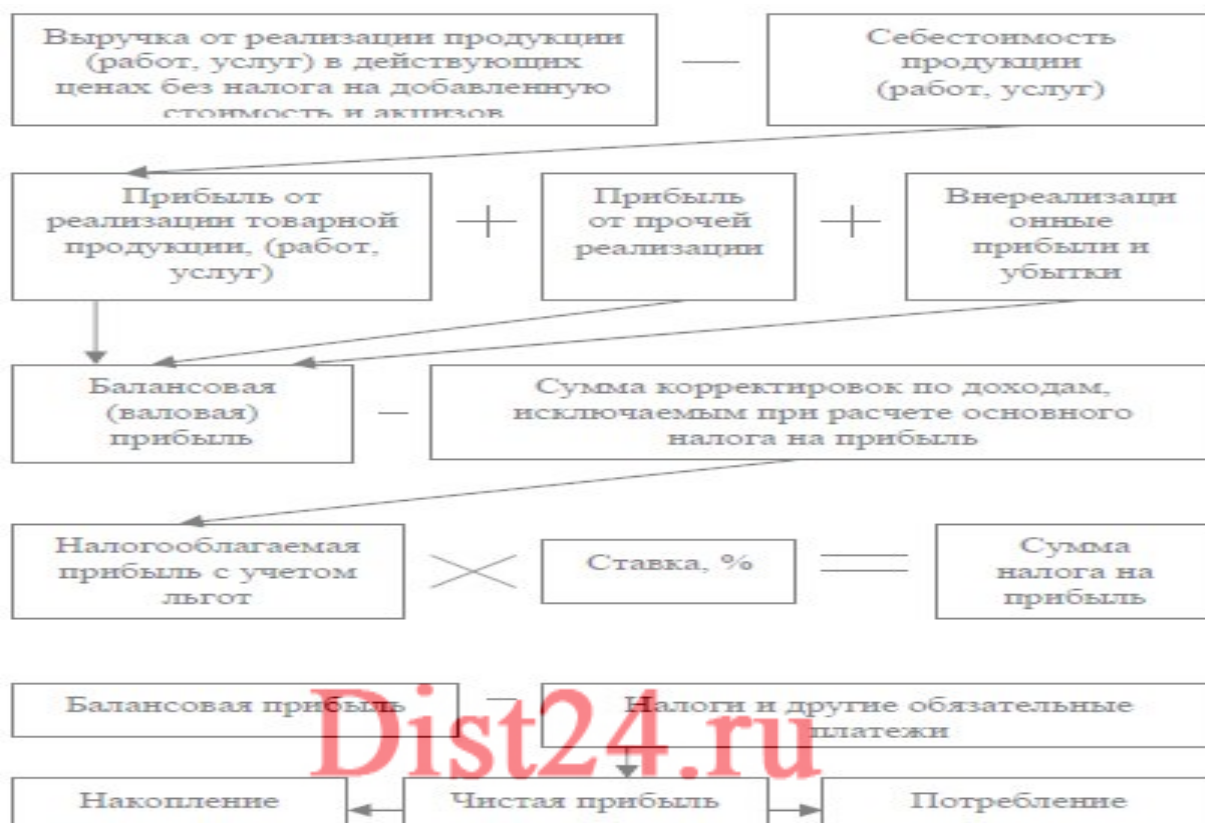 Выручка от реализации продукции
(работ, услуг) в действующих
ценах без налога на добавленную
стоимость и акцизов
—
Себестоимость
продукции
(работ, услуг)
Прибыль от
реализации товарной
продукции, (работ,
услуг)
+
Прибыль
от прочей
реализации
+
Внереализаци
онные
прибыли и
убытки
Балансовая
(валовая)
прибыль
—
Сумма корректировок по доходам,
исключаемым при расчете основного
налога на прибыль
Налогооблагаемая
прибыль с учетом
льгот
×
Ставка, %
=
Сумма
налога на
прибыль
Балансовая прибыль
–
Налоги и другие обязательные
платежи
Dist24.ru
Накопление
Чистая прибыль
Потребление